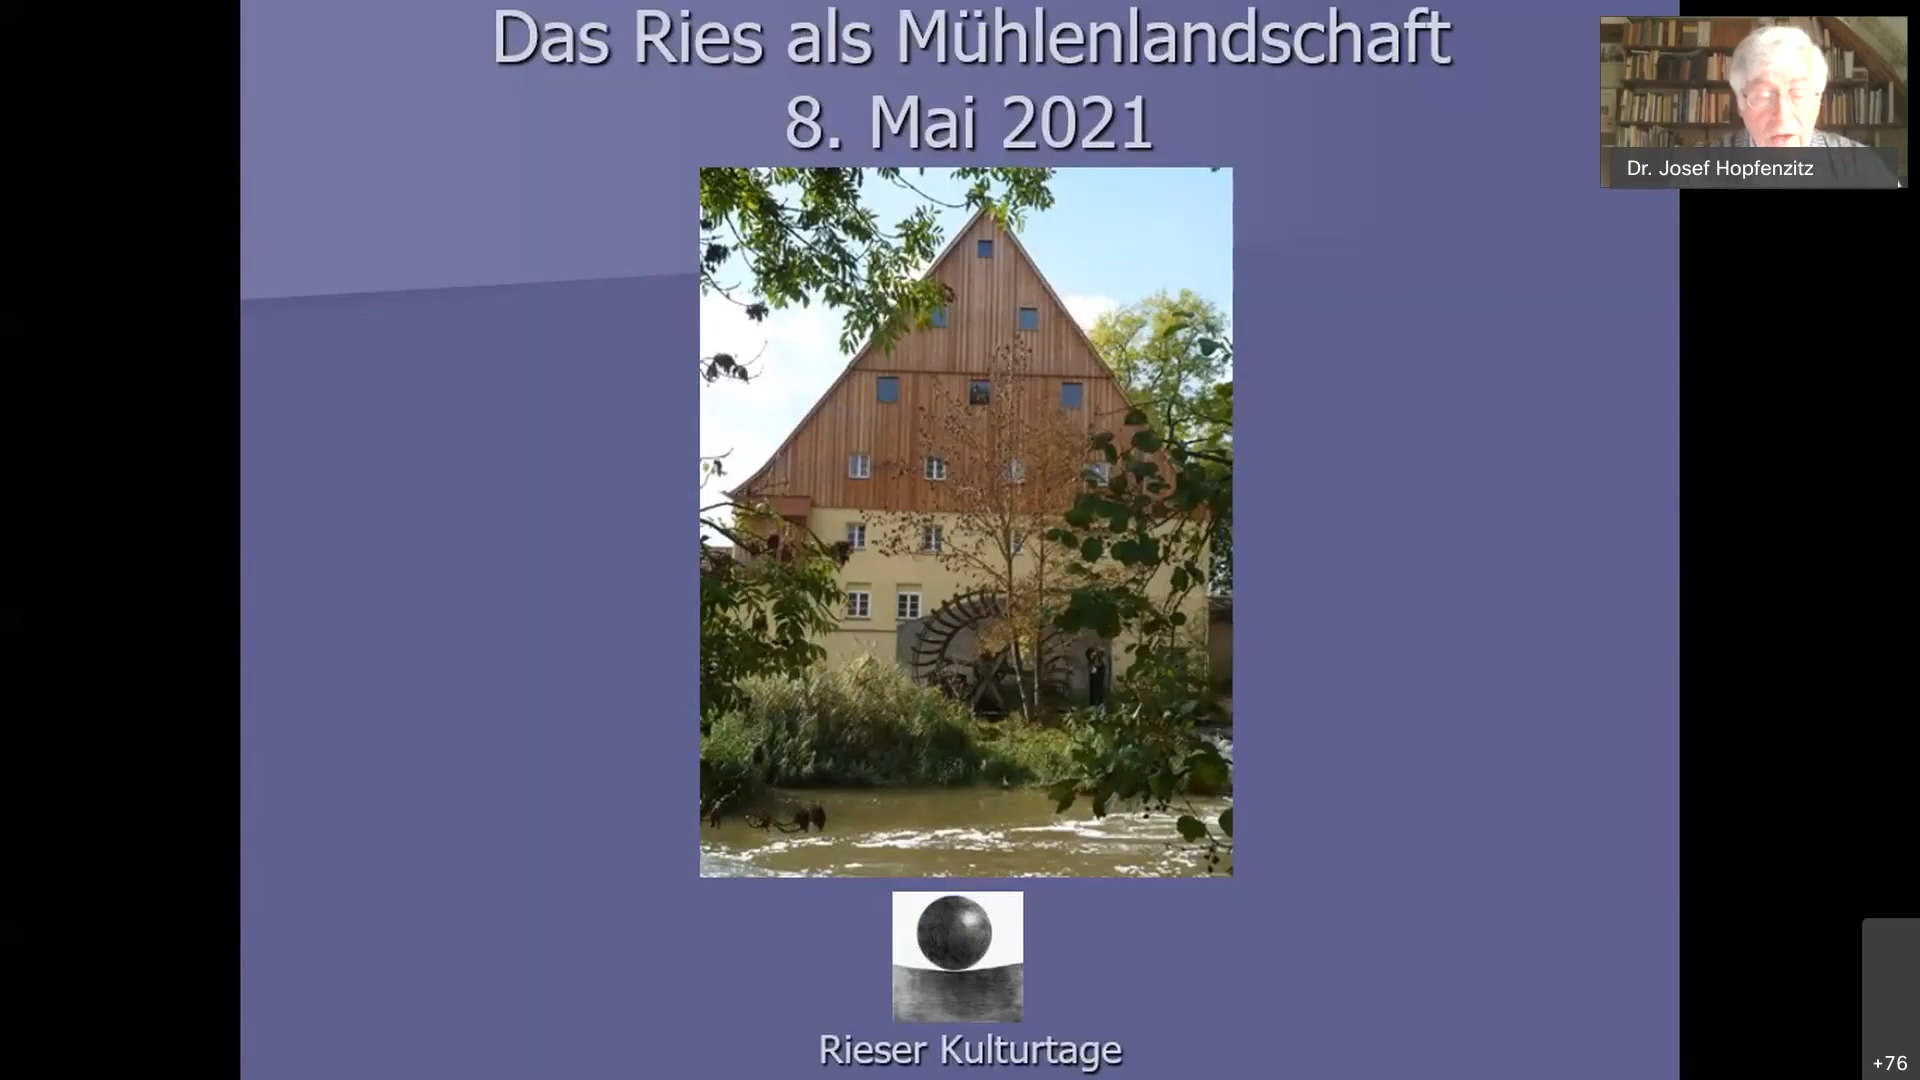 Das Ries als Mühlenlandschaft
8. Mai 2021
Dr. Josef Hopfenzitz
Rieser Kulturtage
+76